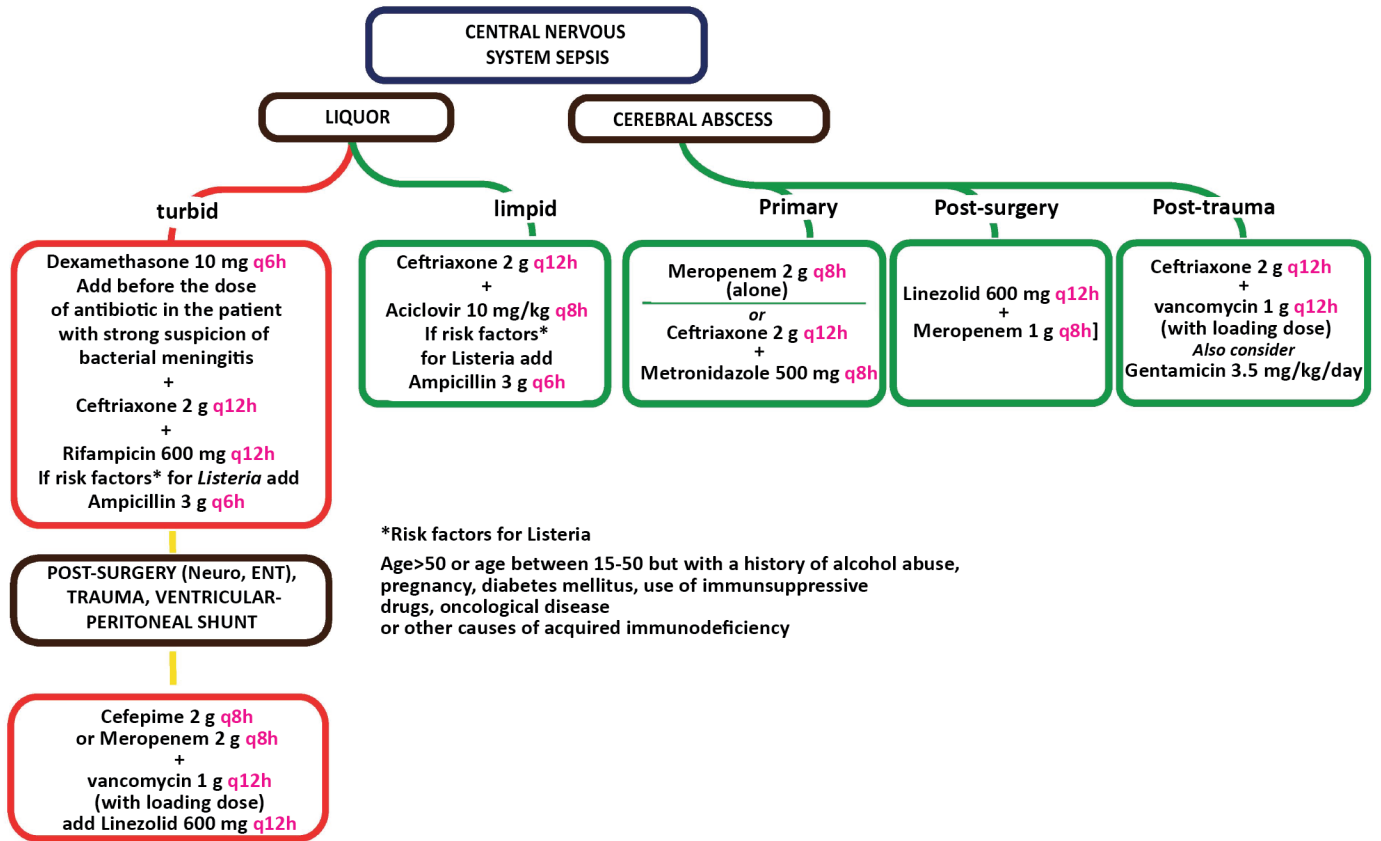 CENTRAL NERVOUS
SYSTEM SEPSIS
LIQUOR
CEREBRAL ABSCESS
turbid
limpid
Primary
Post-surgery
Post-trauma
Dexamethasone 10 mg q6h
Add before the dose
of antibiotic in the patient
with strong suspicion of
bacterial meningitis
+
Ceftriaxone 2 g q12h
+
Rifampicin 600 mg q12h
If risk factors* for Listeria add
Ampicillin 3 g q6h
Ceftriaxone 2 g q12h
+
Aciclovir 10 mg/kg q8h
If risk factors*
for Listeria add
Ampicillin 3 g q6h
Meropenem 2 g q8h
(alone)
or
Ceftriaxone 2 g q12h
+
Metronidazole 500 mg q8h
Linezolid 600 mg q12h
+
Meropenem 1 g q8h]
Ceftriaxone 2 g q12h
+
vancomycin 1 g q12h
(with loading dose)
Also consider
Gentamicin 3.5 mg/kg/day
*Risk factors for Listeria
Age>50 or age between 15-50 but with a history of alcohol abuse,
pregnancy, diabetes mellitus, use of immunsuppressive
drugs, oncological disease
or other causes of acquired immunodeficiency
POST-SURGERY (Neuro, ENT),
TRAUMA, VENTRICULAR-
PERITONEAL SHUNT
Cefepime 2 g q8h
or Meropenem 2 g q8h
+
vancomycin 1 g q12h
(with loading dose)
add Linezolid 600 mg q12h